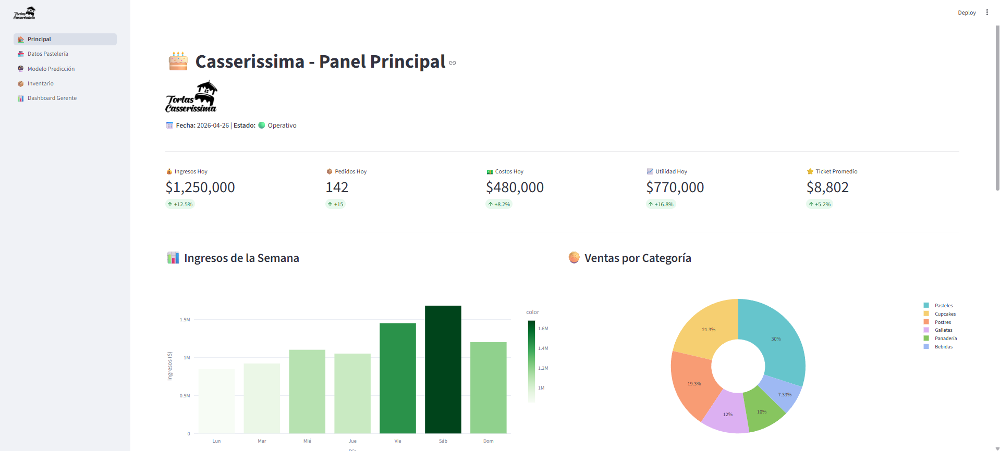 Tortas
Casserissima
Principal
Datos Pastelería
Modelo Predicción
Inventario
Dashboard Gerente
Deploy
Casserissima - Panel Principal
Tortas
Casserissima
Fecha: 2026-04-26 | Estado: Operativo
Ingresos Hoy
$1,250,000
↑ +12.5%
Pedidos Hoy
142
↑ +15
Costos Hoy
$480,000
↑ +8.2%
Utilidad Hoy
$770,000
↑ +16.8%
Ticket Promedio
$8,802
↑ +5.2%
Ingresos de la Semana
Ingresos ($)
1.5M
1M
0.5M
0
Lun
Mar
Mié
Jue
Vie
Sáb
Dom
Día
color
1.6M
1.4M
1.2M
1M
Ventas por Categoría
30%
21.3%
19.3%
12%
10%
7.33%
Pasteles
Cupcakes
Postres
Galletas
Panadería
Bebidas